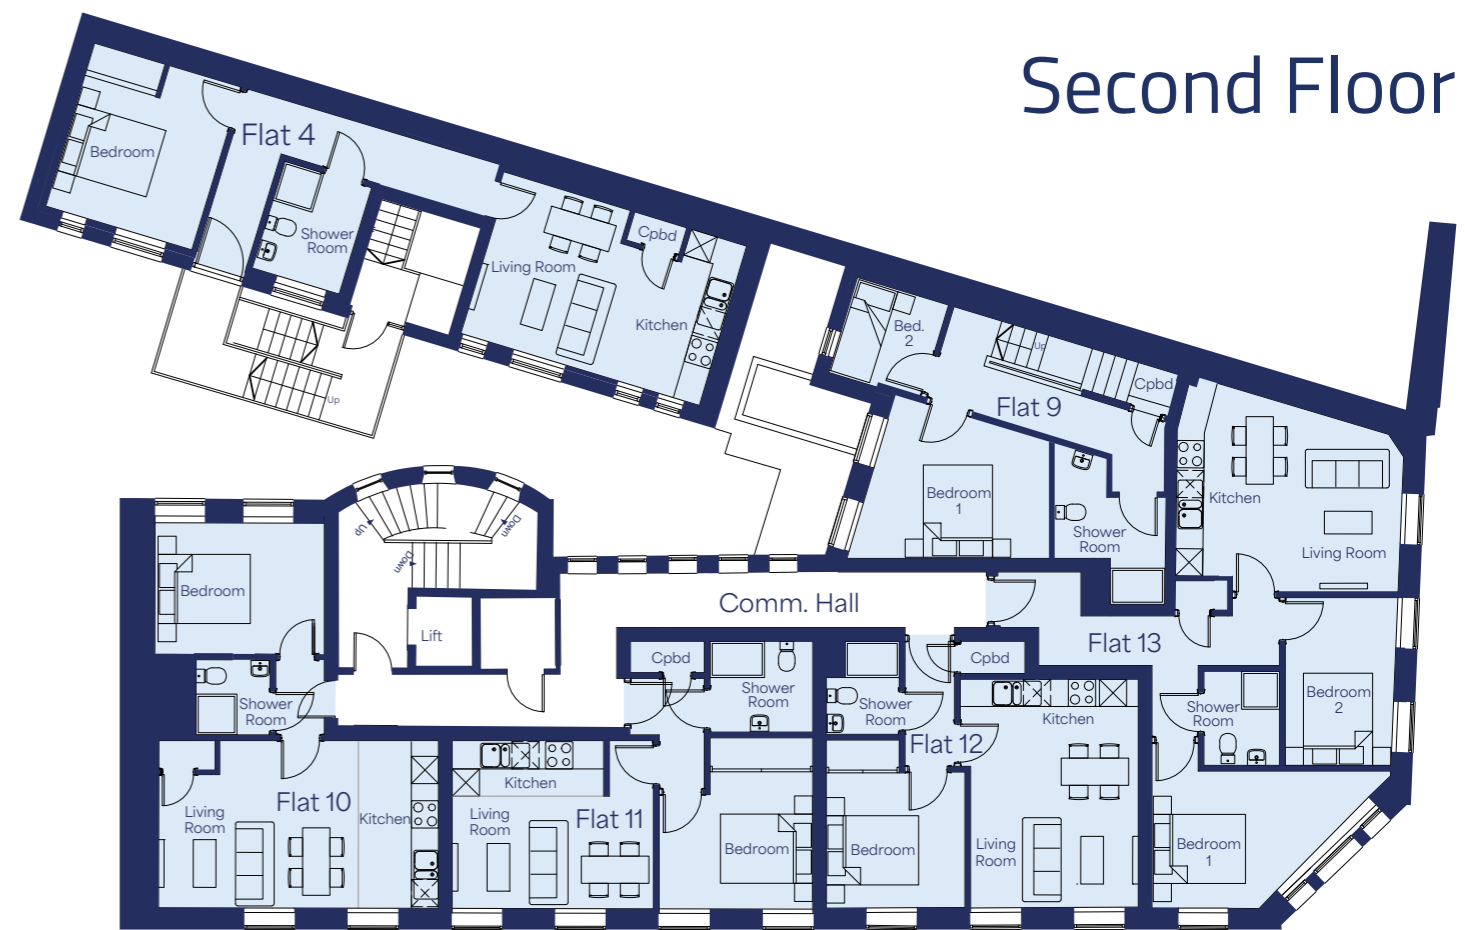 Second Floor
Flat 4
Bedroom
Shower
Room
Cpbd
Living Room
Kitchen
Up
Bed.
2
Up
Cpbd
Flat 9
Bedroom
1
Shower
Room
Kitchen
Living Room
Up
Down
Down
Bedroom
Lift
Comm. Hall
Flat 13
Cpbd
Cpbd
Shower
Room
Shower
Room
Shower
Room
Shower
Room
Bedroom
2
Kitchen
Flat 12
Kitchen
Flat 10
Living
Room
Kitchen
Living
Room
Flat 11
Bedroom
Bedroom
Living
Room
Bedroom
1